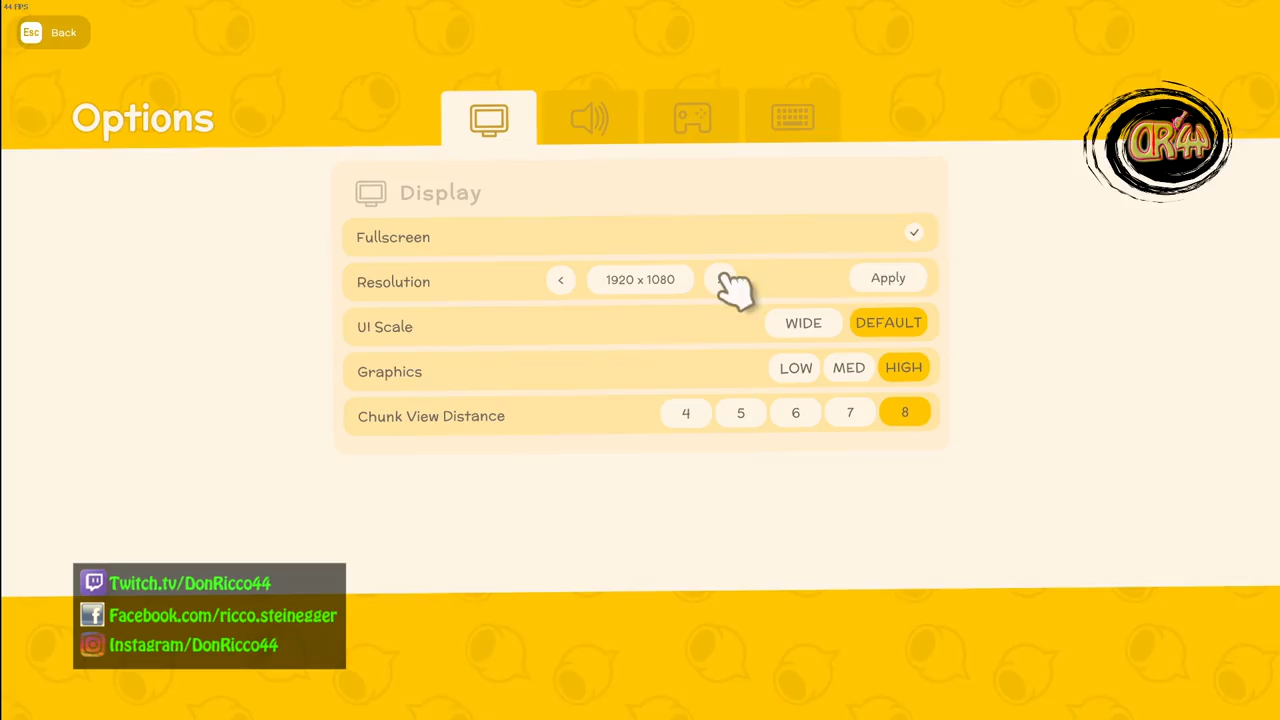 44 FPS
Esc Back
Options
Display
Fullscreen
Resolution < 1920 x 1080 Apply
UI Scale WIDE DEFAULT
Graphics LOW MED HIGH
Chunk View Distance 4 5 6 7 8
DR44
Twitch.tv/DonRicco44
f Facebook.com/ricco.steinegger
Instagram/DonRicco44